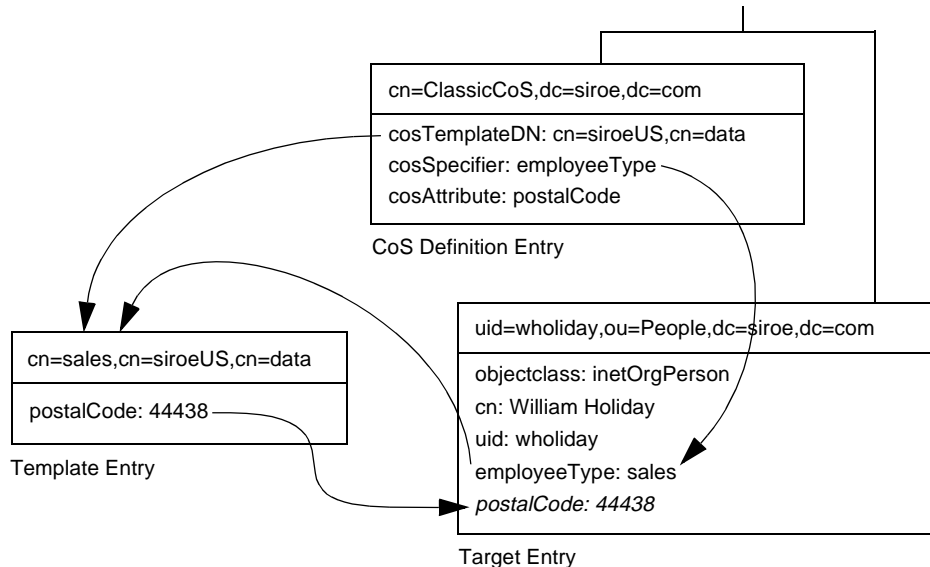 cn=ClassicCoS,dc=siroe,dc=com
cosTemplateDN: cn=siroeUS,cn=data
cosSpecifier: employeeType
cosAttribute: postalCode
CoS Definition Entry
cn=sales,cn=siroeUS,cn=data
postalCode: 44438
Template Entry
uid=wholiday,ou=People,dc=siroe,dc=com
objectclass: inetOrgPerson
cn: William Holiday
uid: wholiday
employeeType: sales
postalCode: 44438
Target Entry